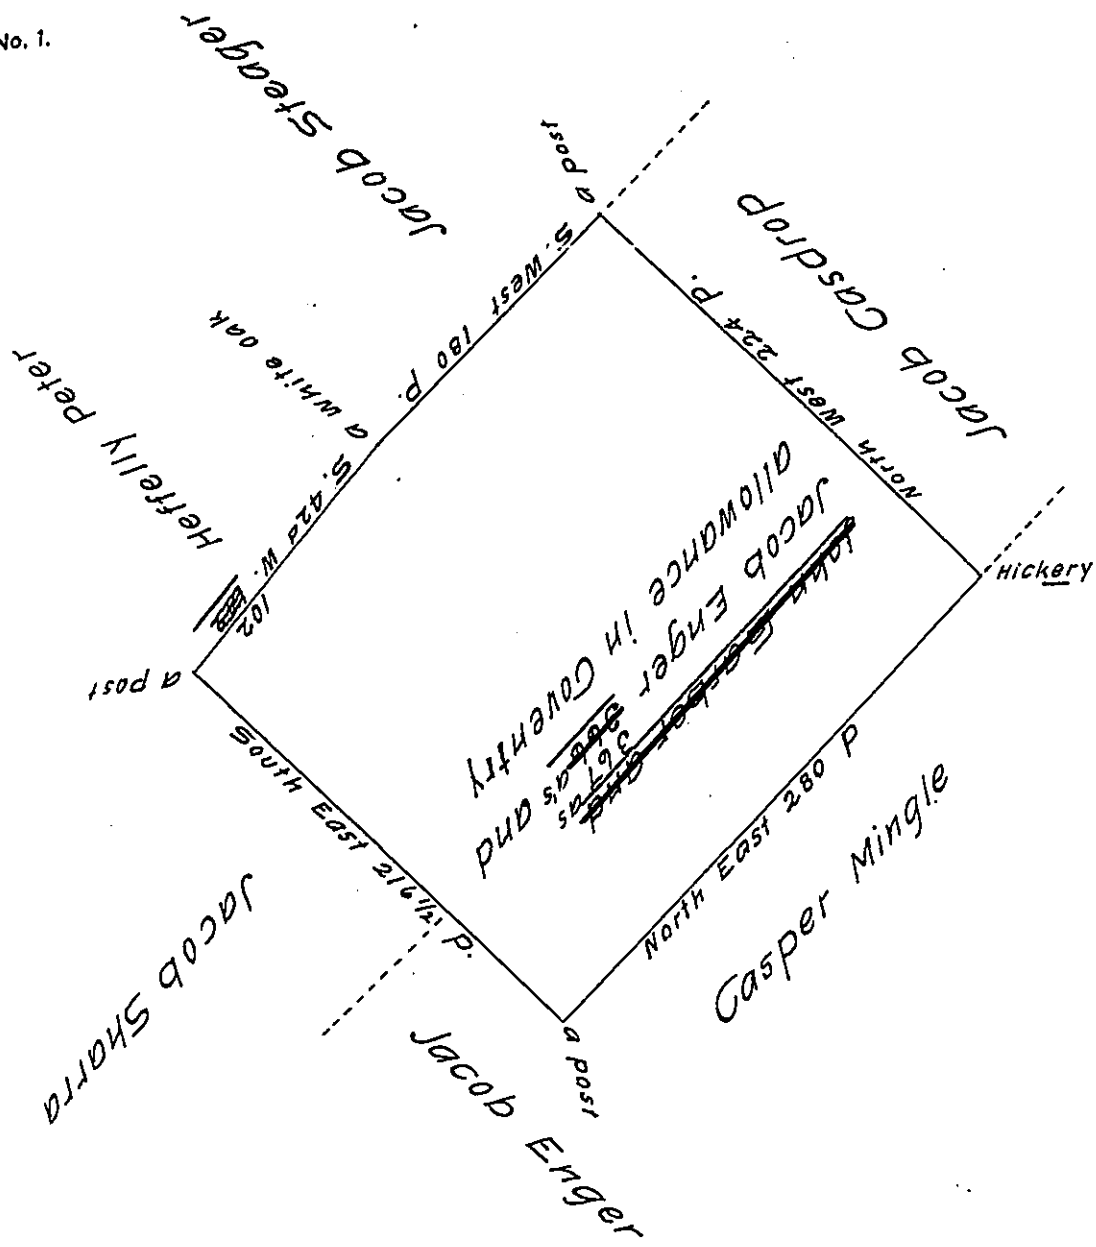 No. 1.
Jacob Steager
a post
Jacob Casdrop
S. West 180 P.
North West 224 P.
a white oak
Heffelly Peter
S. 42d W. 102
a post
Hickery
Jacob Enger
367 as
300 a's and
allowance in Coventry
South East 216 1/2 P.
North East 280 P
Casper Mingle
Jacob Sharra
Jacob Enger
a post